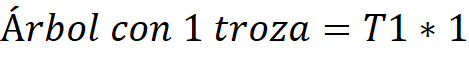 Árbol con 1 troza = T1 * 1